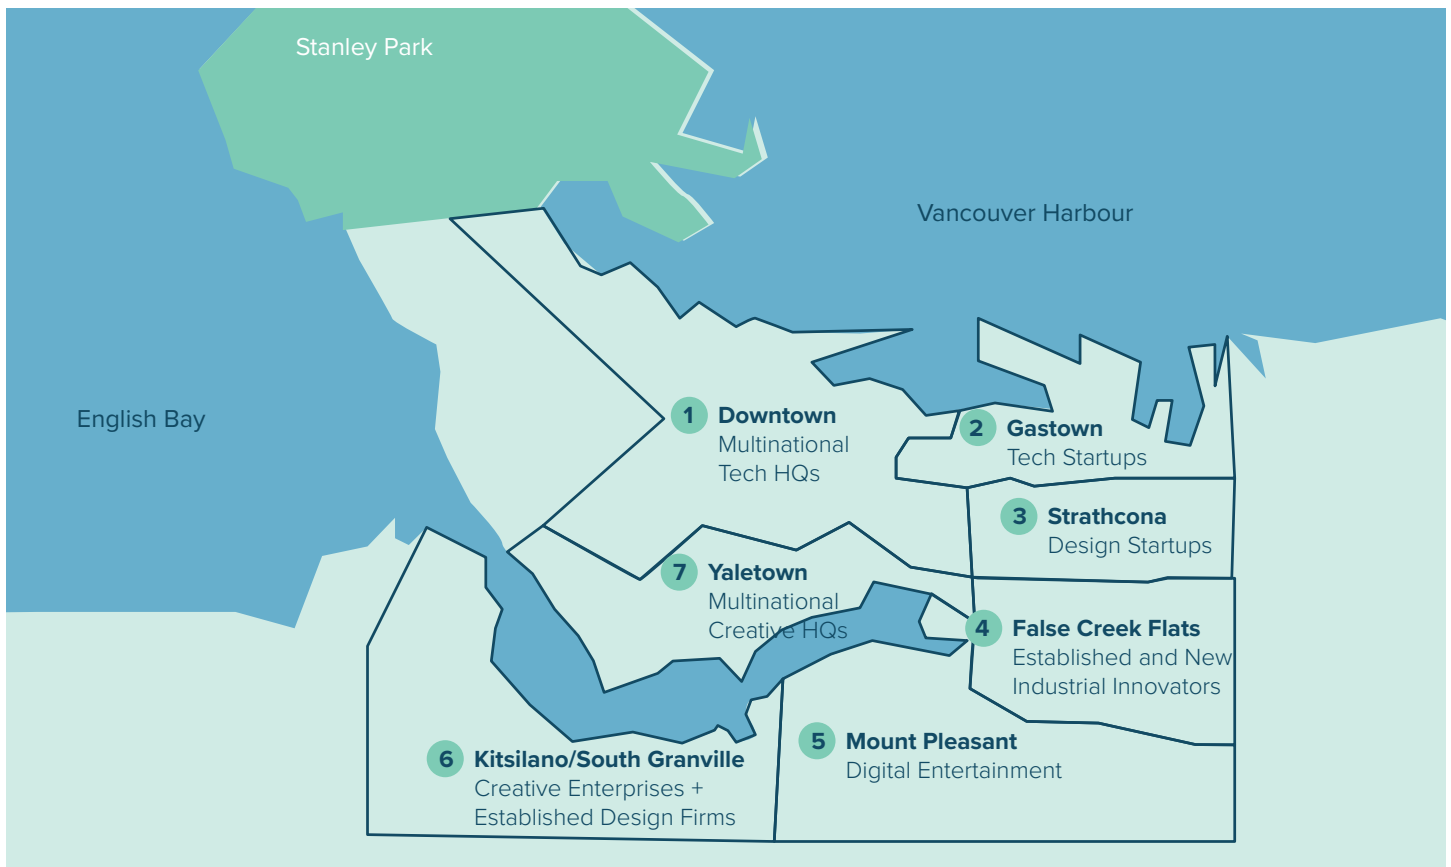 Stanley Park
Vancouver Harbour
English Bay
1 Downtown
Multinational
Tech HQs
2 Gastown
Tech Startups
3 Strathcona
Design Startups
7 Yaletown
Multinational
Creative HQs
4 False Creek Flats
Established and New
Industrial Innovators
5 Mount Pleasant
Digital Entertainment
6 Kitsilano/South Granville
Creative Enterprises +
Established Design Firms